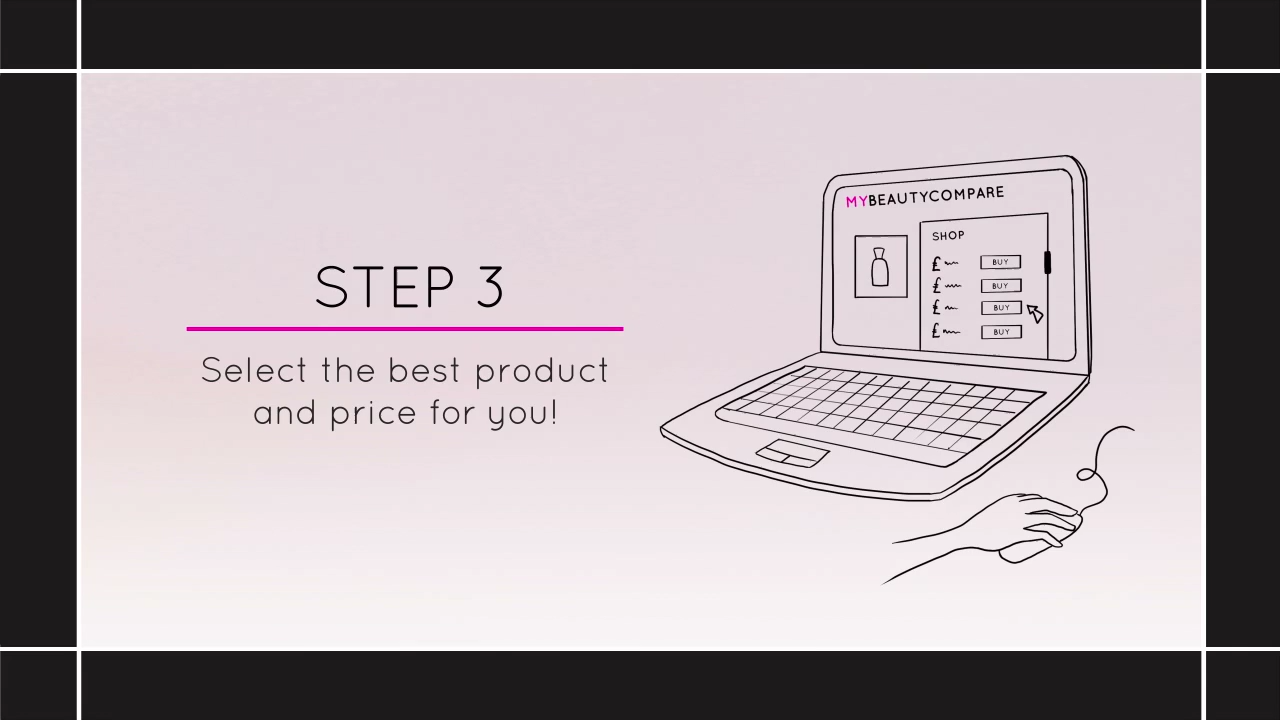 STEP 3
Select the best product
and price for you!
MYBEAUTYCOMPARE
SHOP
£ BUY
£ BUY
£ BUY
£ BUY